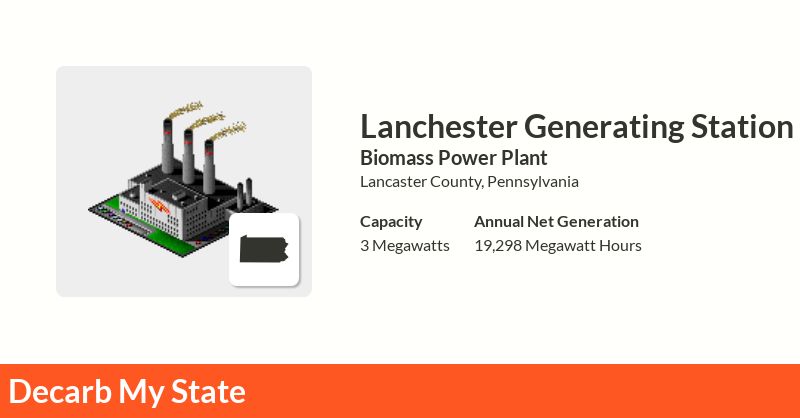 Lanchester Generating Station
Biomass Power Plant
Lancaster County, Pennsylvania
Capacity
3 Megawatts
Annual Net Generation
19,298 Megawatt Hours
Decarb My State